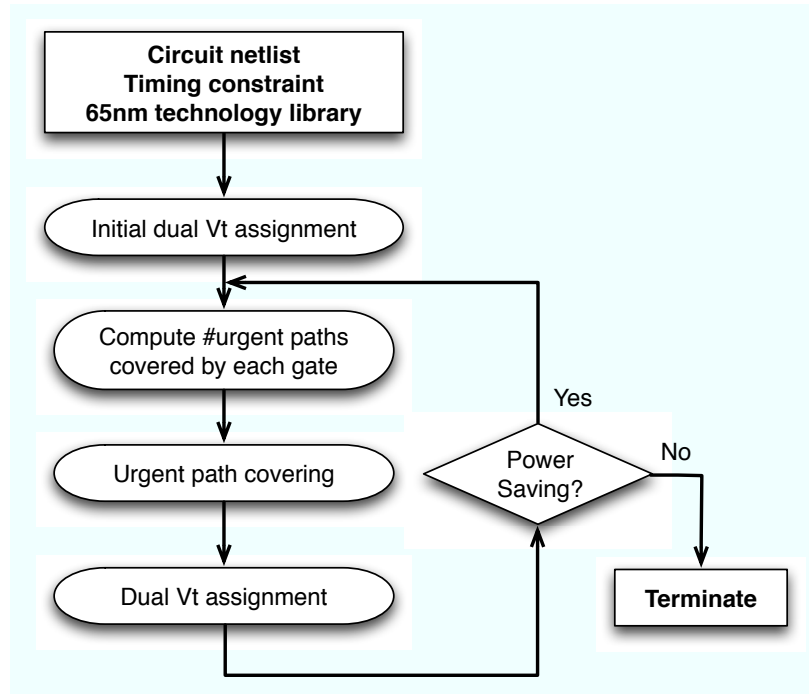 Circuit netlist
Timing constraint
65nm technology library
Initial dual Vt assignment
Compute #urgent paths
covered by each gate
Urgent path covering
Dual Vt assignment
Yes
Power
Saving?
No
Terminate